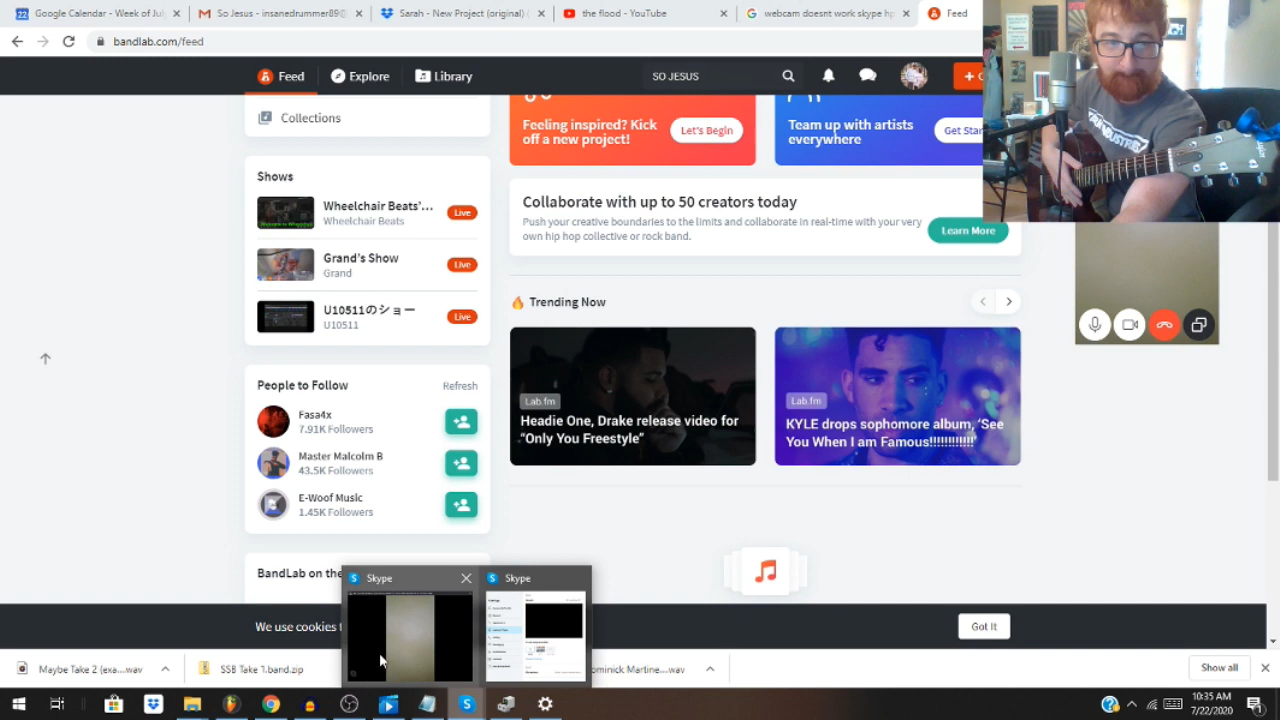 Google Calendar - Week of Jul
So Jesus - insanedrummer89@
Sarah - New Project (original) (
the flood - YouTube
webcam doesnt work skype hp
Feed
bandlab.com/feed
Feed
Explore
Library
SO JESUS
Collections
Feeling inspired? Kick
off a new project!
Let's Begin
Team up with artists
everywhere
Get Star
Shows
Wheelchair Beats'...
Wheelchair Beats
Live
Grand's Show
Grand
Live
U10511のショー
U10511
Live
Collaborate with up to 50 creators today
Push your creative boundaries to the limits and collaborate in real-time with your very
own hip hop collective or rock band.
Learn More
Trending Now
Lab.fm
Headie One, Drake release video for
"Only You Freestyle"
Lab.fm
KYLE drops sophomore album, 'See
You When I am Famous!!!!!!!!!!!!'
People to Follow
Refresh
Fasa4x
7.91K Followers
Master Malcolm B
43.5K Followers
E-Woof Music
1.45K Followers
BandLab on the
Skype
Skype
We use cookies
Got It
Maybe Take 2 (exa....wav
SSB Take 1.band.zip
ominick Martine....wav
Show all
10:35 AM
7/22/2020